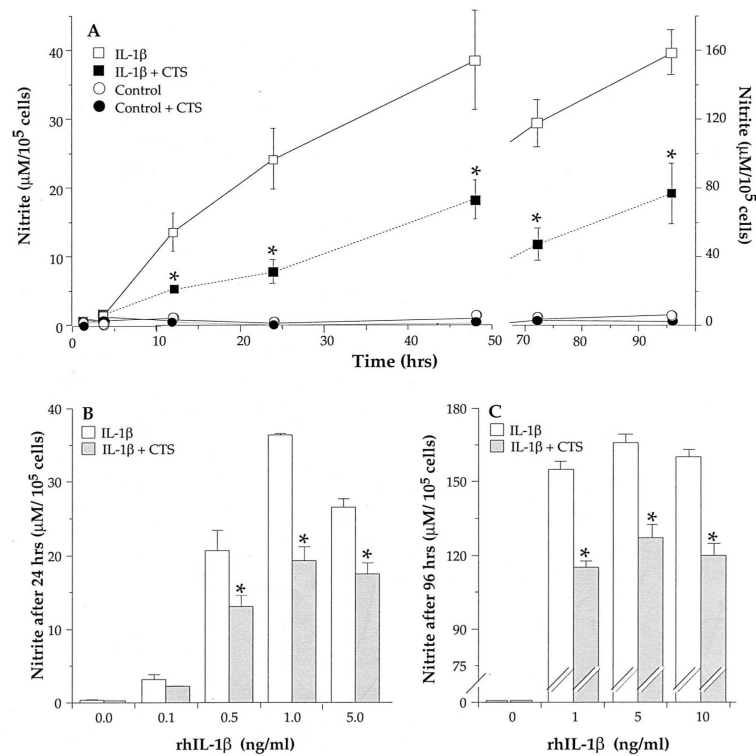 A
IL-1β
IL-1β + CTS
Control
Control + CTS
Nitrite (μM/10⁵ cells)
40
30
20
10
0
160
120
80
40
0
Nitrite (μM/10⁵ cells)
* * * * *
0 10 20 30 40 50 70 80 90
Time (hrs)
B
IL-1β
IL-1β + CTS
Nitrite after 24 hrs (μM/ 10⁵ cells)
40
30
20
10
0
* * *
0.0 0.1 0.5 1.0 5.0
rhIL-1β (ng/ml)
C
IL-1β
IL-1β + CTS
Nitrite after 96 hrs (μM/ 10⁵ cells)
180
150
120
90
75
0
* * *
0 1 5 10
rhIL-1β (ng/ml)